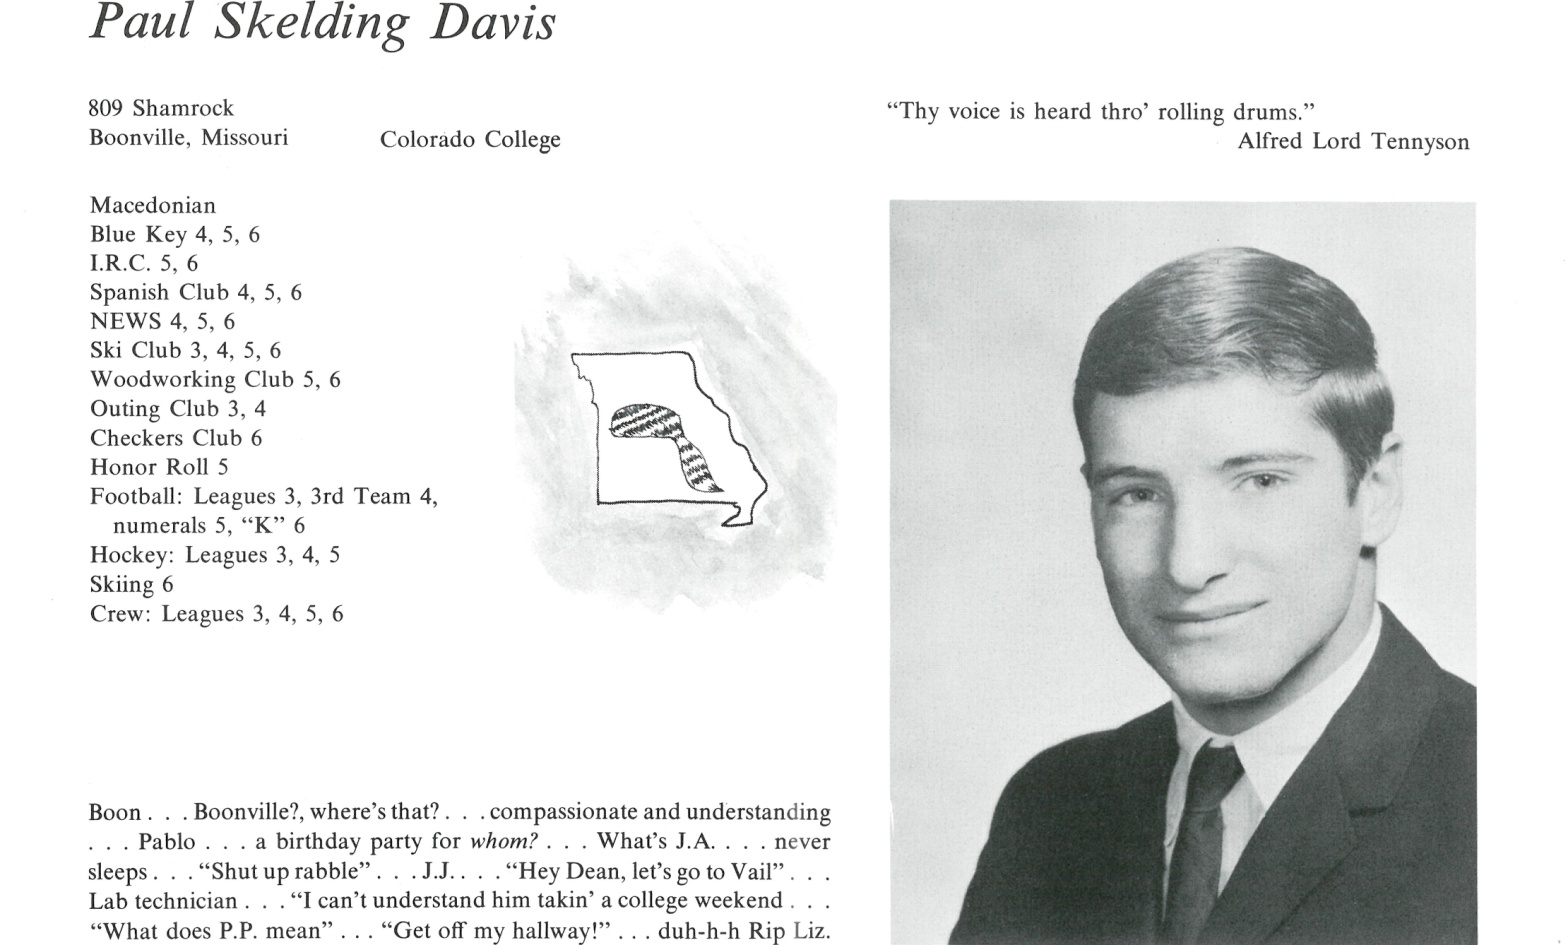 Paul Skelding Davis
809 Shamrock
Boonville, Missouri
Colorado College
“Thy voice is heard thro’ rolling drums.”
Alfred Lord Tennyson
Macedonian
Blue Key 4, 5, 6
I.R.C. 5, 6
Spanish Club 4, 5, 6
NEWS 4, 5, 6
Ski Club 3, 4, 5, 6
Woodworking Club 5, 6
Outing Club 3, 4
Checkers Club 6
Honor Roll 5
Football: Leagues 3, 3rd Team 4,
numerals 5, “K” 6
Hockey: Leagues 3, 4, 5
Skiing 6
Crew: Leagues 3, 4, 5, 6
Boon . . . Boonville?, where’s that? . . . compassionate and understanding
. . . Pablo . . . a birthday party for whom? . . . What’s J.A. . . . never
sleeps . . . “Shut up rabble” . . . J.J. . . . “Hey Dean, let’s go to Vail” . . .
Lab technician . . . “I can’t understand him takin’ a college weekend . . .
“What does P.P. mean” . . . “Get off my hallway!” . . . duh-h-h Rip Liz.